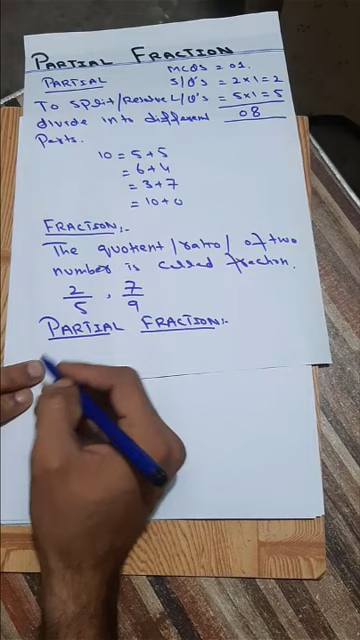 PARTIAL FRACTION
MCQS = 01.
PARTIAL
S/Q's = 2×1=2
To split/Resolve
L/Q's = 5×1=5
divide into different
08
Parts.
10 = 5+5
= 6+4
= 3+7
= 10+0
FRACTION:-
The quotient/ratio/ of two
number is called fraction.
2/5 , 7/9
PARTIAL FRACTION:-